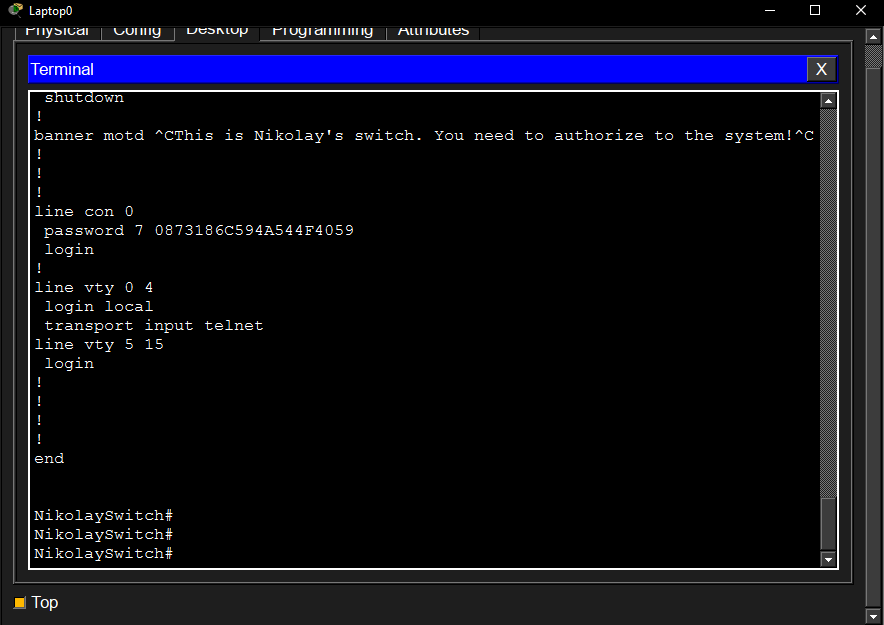 Laptop0
Physical Config Desktop Programming Attributes
Terminal X
shutdown
!
banner motd ^CThis is Nikolay's switch. You need to authorize to the system!^C
!
!
!
line con 0
password 7 0873186C594A544F4059
login
!
line vty 0 4
login local
transport input telnet
line vty 5 15
login
!
!
!
!
end
NikolaySwitch#
NikolaySwitch#
NikolaySwitch#
Top